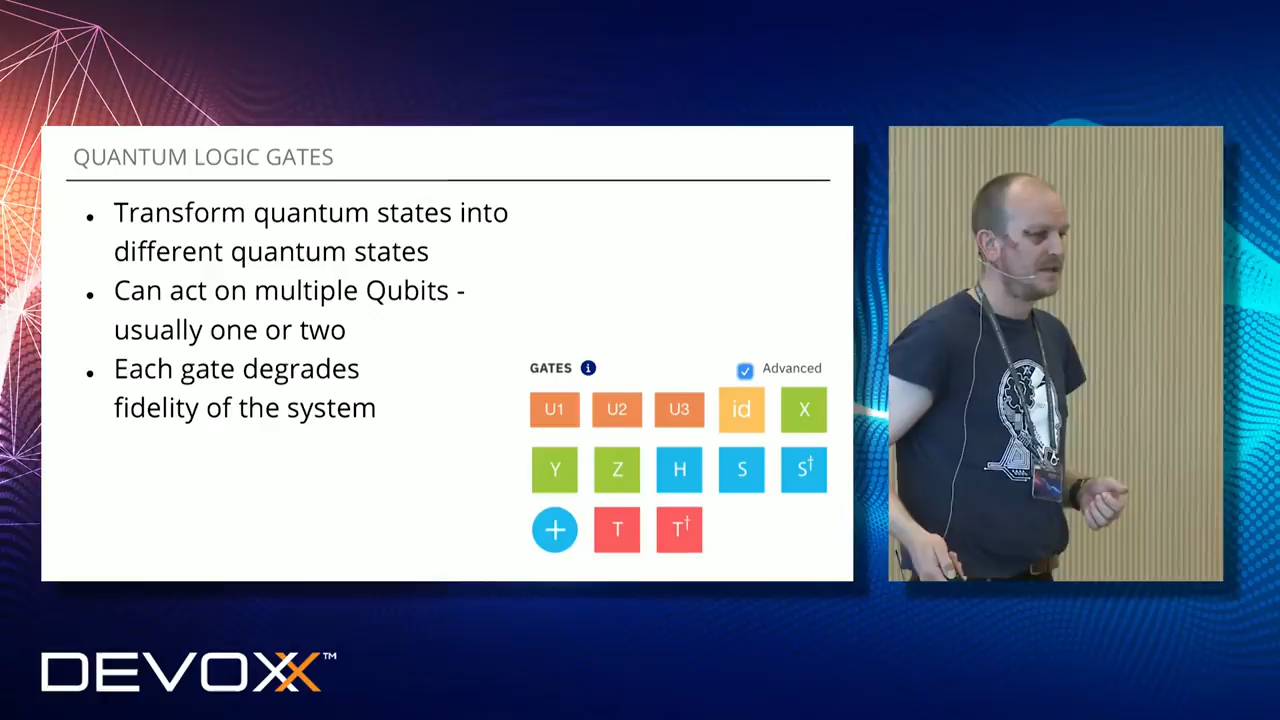 QUANTUM LOGIC GATES
Transform quantum states into
different quantum states
Can act on multiple Qubits -
usually one or two
Each gate degrades
fidelity of the system
GATES i Advanced
U1 U2 U3 id X
Y Z H S S†
+ T T†
DEVOXX™